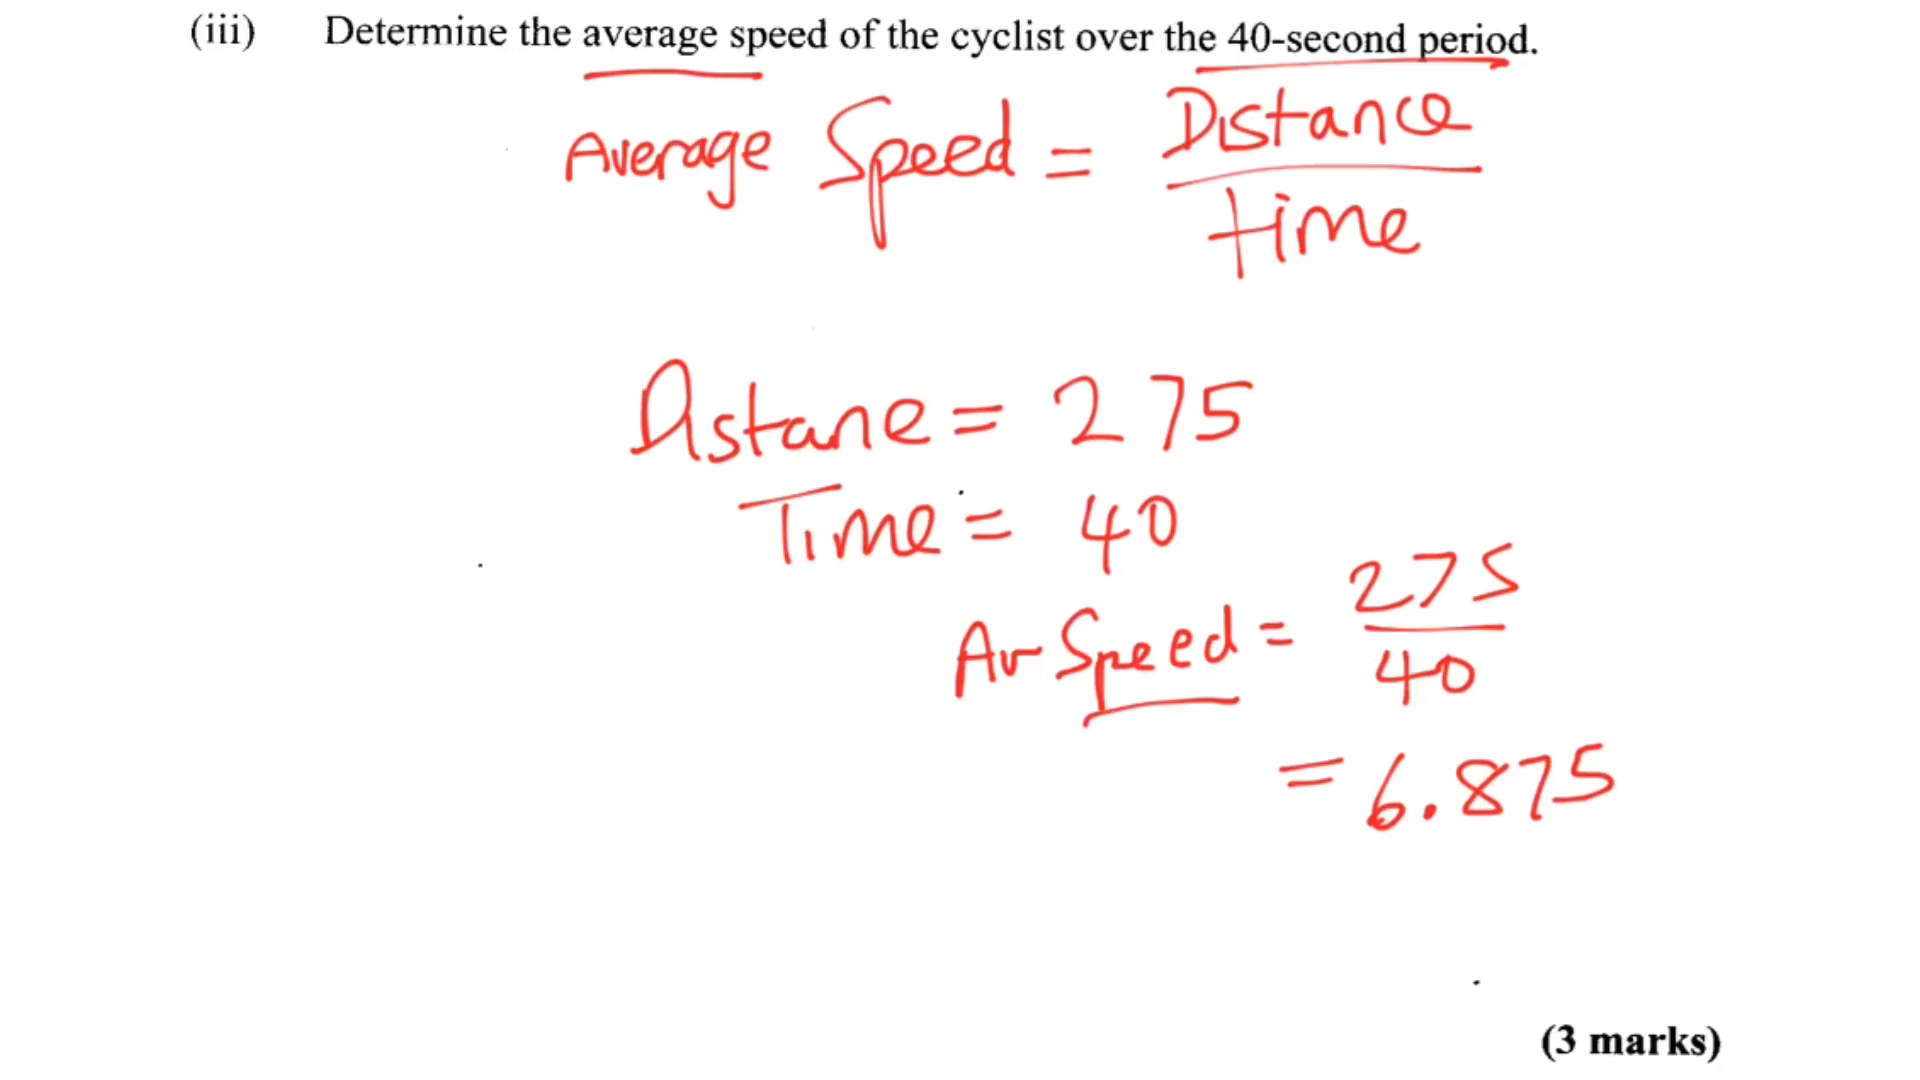 (iii) Determine the average speed of the cyclist over the 40-second period.
Average Speed = Distance
time
Distane = 275
Time = 40
Av Speed = 275
40
= 6.875
(3 marks)